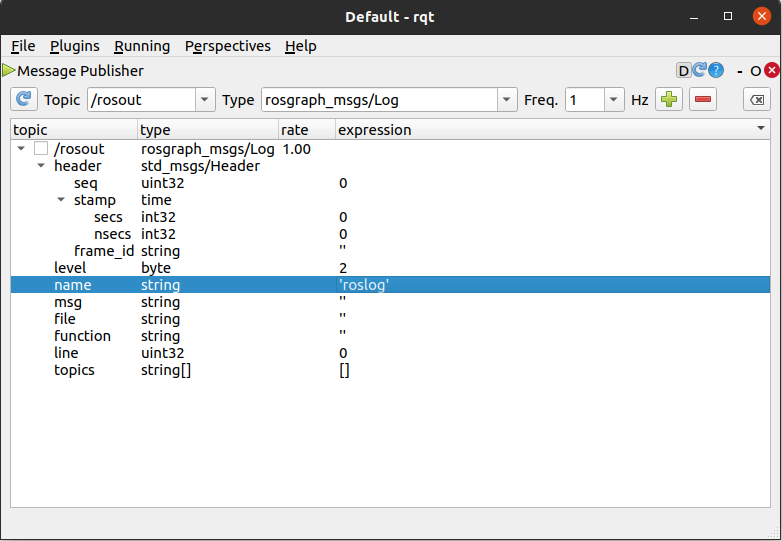 Default - rqt
File Plugins Running Perspectives Help
Message Publisher D ? - O
Topic /rosout Type rosgraph_msgs/Log Freq. 1 Hz
topic type rate expression
/rosout rosgraph_msgs/Log 1.00
header std_msgs/Header
seq uint32 0
stamp time
secs int32 0
nsecs int32 0
frame_id string ''
level byte 2
name string 'roslog'
msg string ''
file string ''
function string ''
line uint32 0
topics string[] []